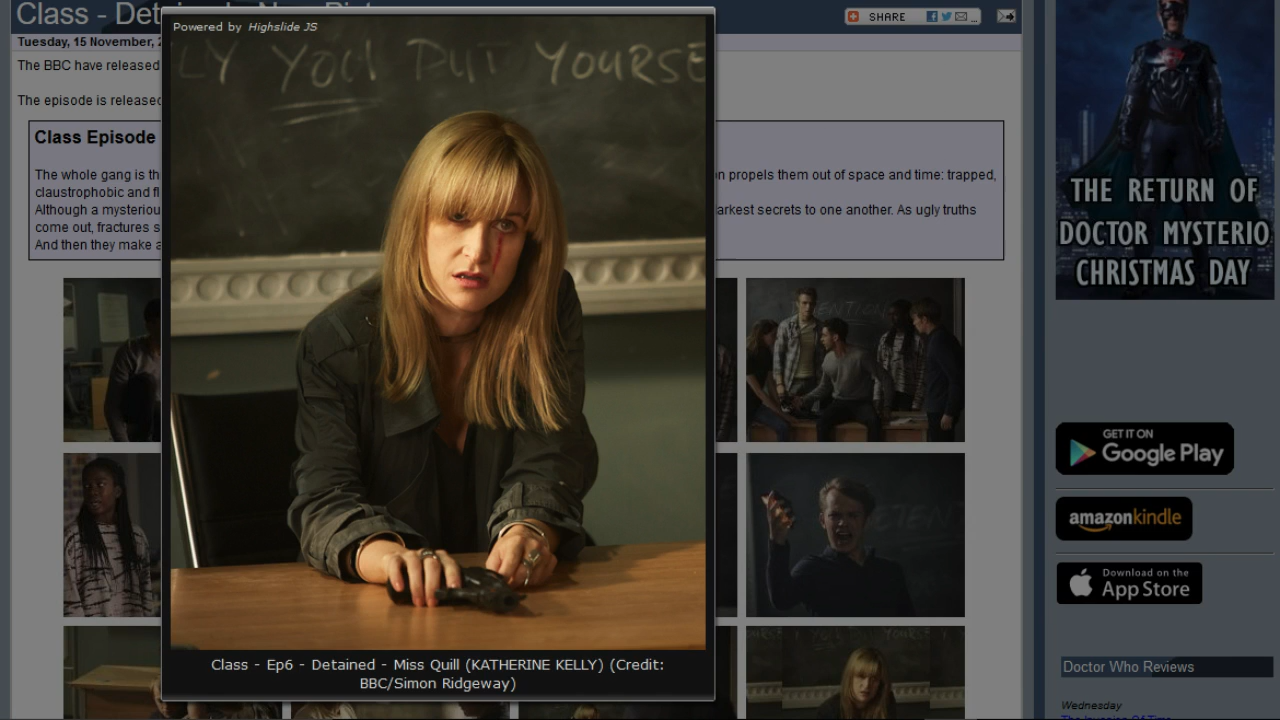 Class - Det
SHARE
Tuesday, 15 November, 2
The BBC have released
The episode is released
Class Episode
The whole gang is th
n propels them out of space and time: trapped,
claustrophobic and fl
Although a mysteriou
arkest secrets to one another. As ugly truths
come out, fractures s
And then they make a
Powered by Highslide JS
LY YOU PUT YOURSE
Class - Ep6 - Detained - Miss Quill (KATHERINE KELLY) (Credit:
BBC/Simon Ridgeway)
THE RETURN OF
DOCTOR MYSTERIO
CHRISTMAS DAY
GET IT ON
Google Play
amazonkindle
Download on the
App Store
Doctor Who Reviews
Wednesday